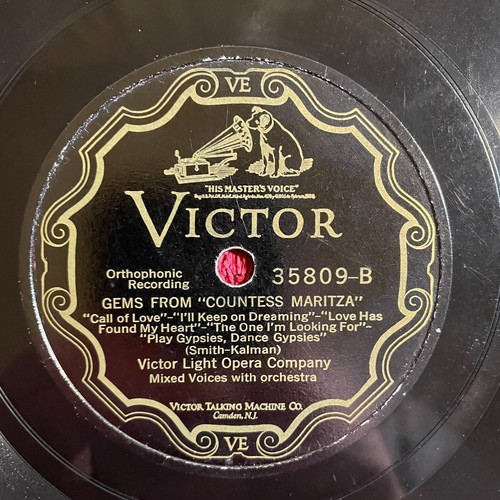 VE
"HIS MASTER'S VOICE"
VICTOR
Orthophonic
Recording
35809-B
GEMS FROM "COUNTESS MARITZA"
"Call of Love"-"I'll Keep on Dreaming"-"Love Has
Found My Heart"-"The One I'm Looking For"-
"Play Gypsies, Dance Gypsies"
(Smith-Kalman)
Victor Light Opera Company
Mixed Voices with orchestra
VICTOR TALKING MACHINE CO.
Camden, N.J.
VE